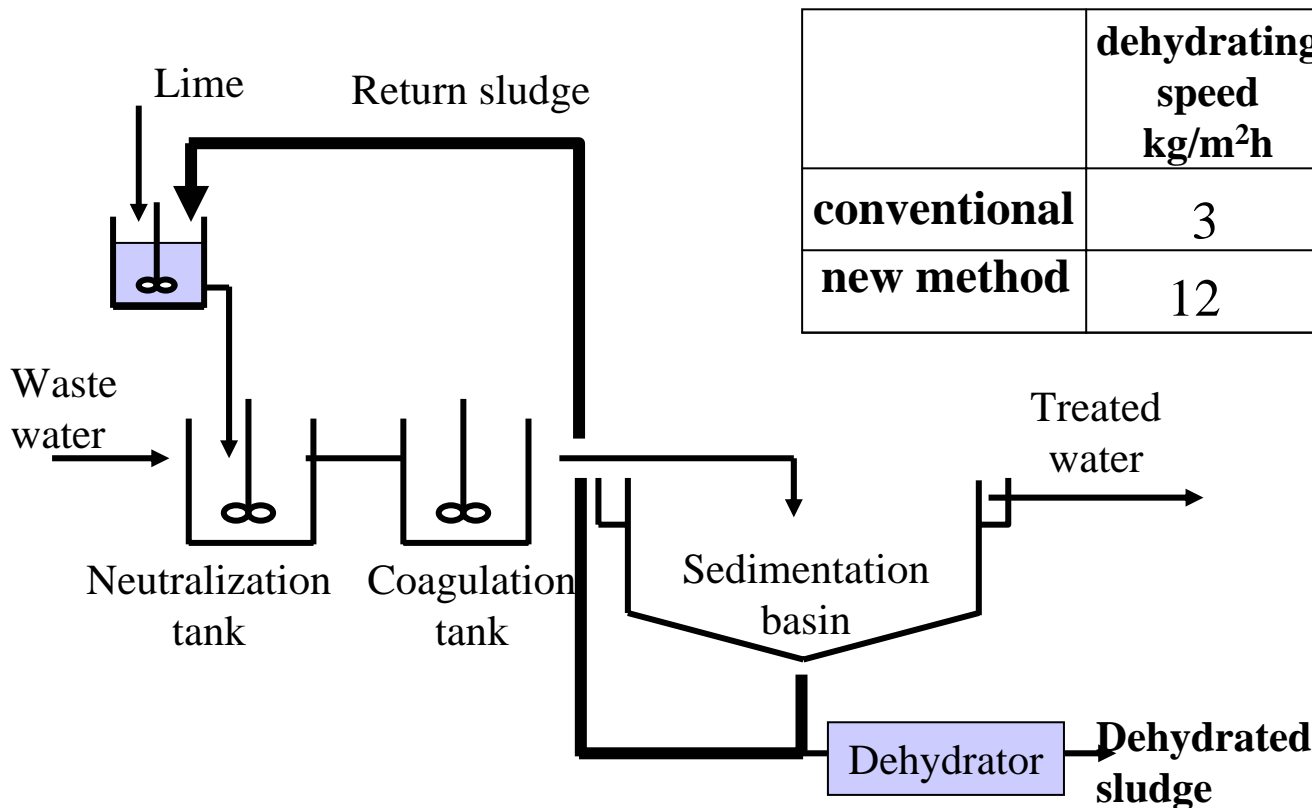 dehydrating
speed
kg/m²h
conventional 3
new method 12
Lime
Return sludge
Waste
water
Neutralization
tank
Coagulation
tank
Sedimentation
basin
Treated
water
Dehydrator
Dehydrated
sludge